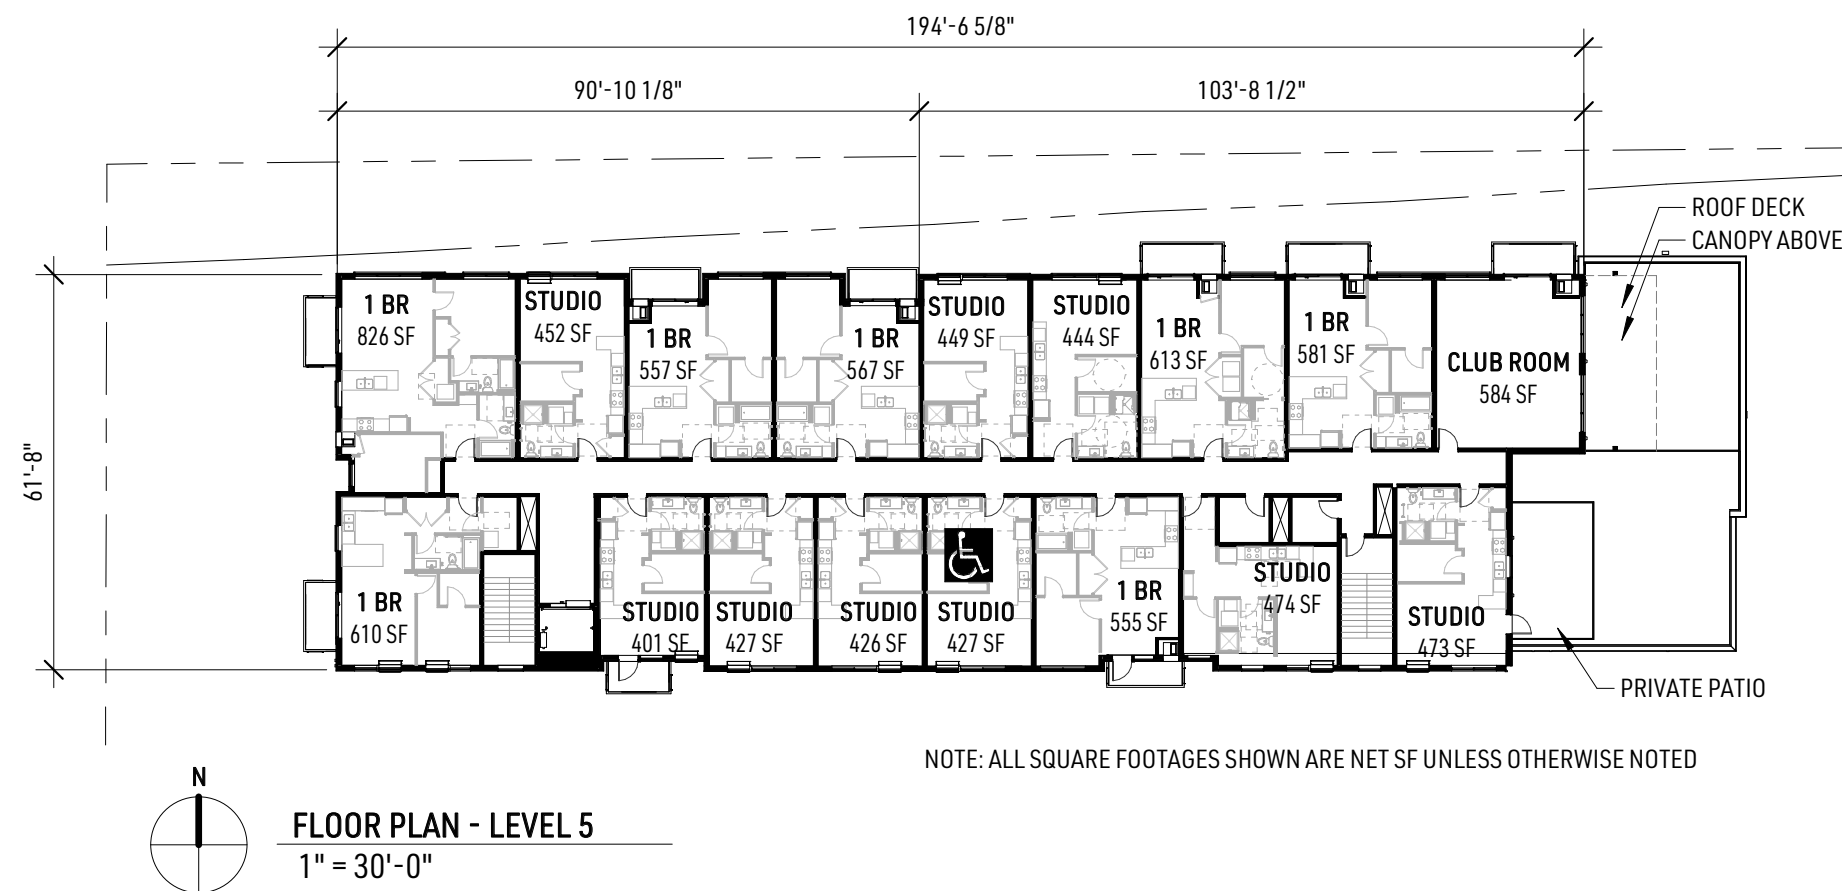 194'-6 5/8"
90'-10 1/8"
103'-8 1/2"
ROOF DECK
CANOPY ABOVE
61'-8"
1 BR
826 SF
STUDIO
452 SF
1 BR
557 SF
1 BR
567 SF
STUDIO
449 SF
STUDIO
444 SF
1 BR
613 SF
1 BR
581 SF
CLUB ROOM
584 SF
1 BR
610 SF
STUDIO
401 SF
STUDIO
427 SF
STUDIO
426 SF
STUDIO
427 SF
1 BR
555 SF
STUDIO
474 SF
STUDIO
473 SF
PRIVATE PATIO
NOTE: ALL SQUARE FOOTAGES SHOWN ARE NET SF UNLESS OTHERWISE NOTED
N
FLOOR PLAN - LEVEL 5
1" = 30'-0"